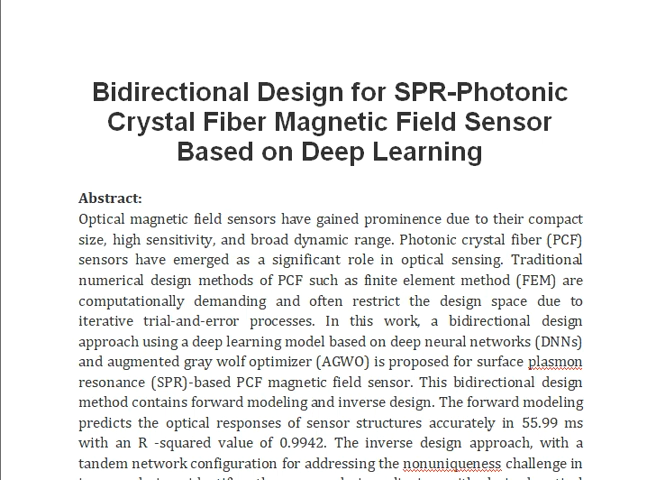 Bidirectional Design for SPR-Photonic
Crystal Fiber Magnetic Field Sensor
Based on Deep Learning
Abstract:
Optical magnetic field sensors have gained prominence due to their compact
size, high sensitivity, and broad dynamic range. Photonic crystal fiber (PCF)
sensors have emerged as a significant role in optical sensing. Traditional
numerical design methods of PCF such as finite element method (FEM) are
computationally demanding and often restrict the design space due to
iterative trial-and-error processes. In this work, a bidirectional design
approach using a deep learning model based on deep neural networks (DNNs)
and augmented gray wolf optimizer (AGWO) is proposed for surface plasmon
resonance (SPR)-based PCF magnetic field sensor. This bidirectional design
method contains forward modeling and inverse design. The forward modeling
predicts the optical responses of sensor structures accurately in 55.99 ms
with an R -squared value of 0.9942. The inverse design approach, with a
tandem network configuration for addressing the nonuniqueness challenge in